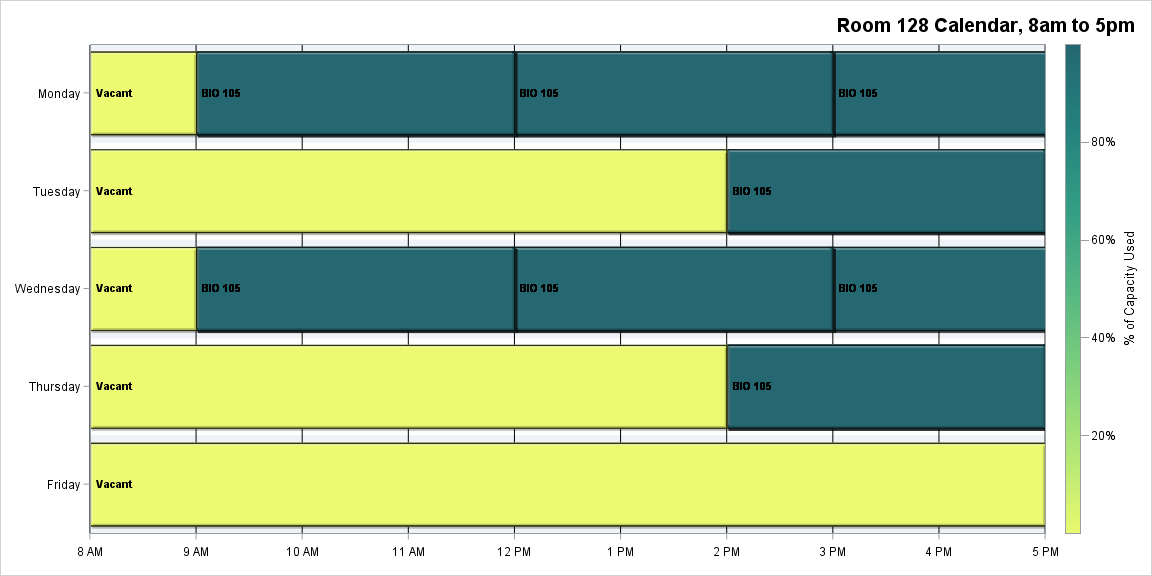 Room 128 Calendar, 8am to 5pm
Monday
Vacant
BIO 105
BIO 105
BIO 105
Tuesday
Vacant
BIO 105
Wednesday
Vacant
BIO 105
BIO 105
BIO 105
Thursday
Vacant
BIO 105
Friday
Vacant
8 AM
9 AM
10 AM
11 AM
12 PM
1 PM
2 PM
3 PM
4 PM
5 PM
80%
60%
40%
20%
% of Capacity Used